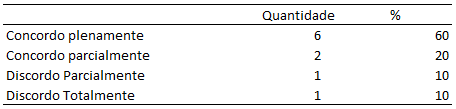 Quantidade %
Concordo plenamente 6 60
Concordo parcialmente 2 20
Discordo Parcialmente 1 10
Discordo Totalmente 1 10